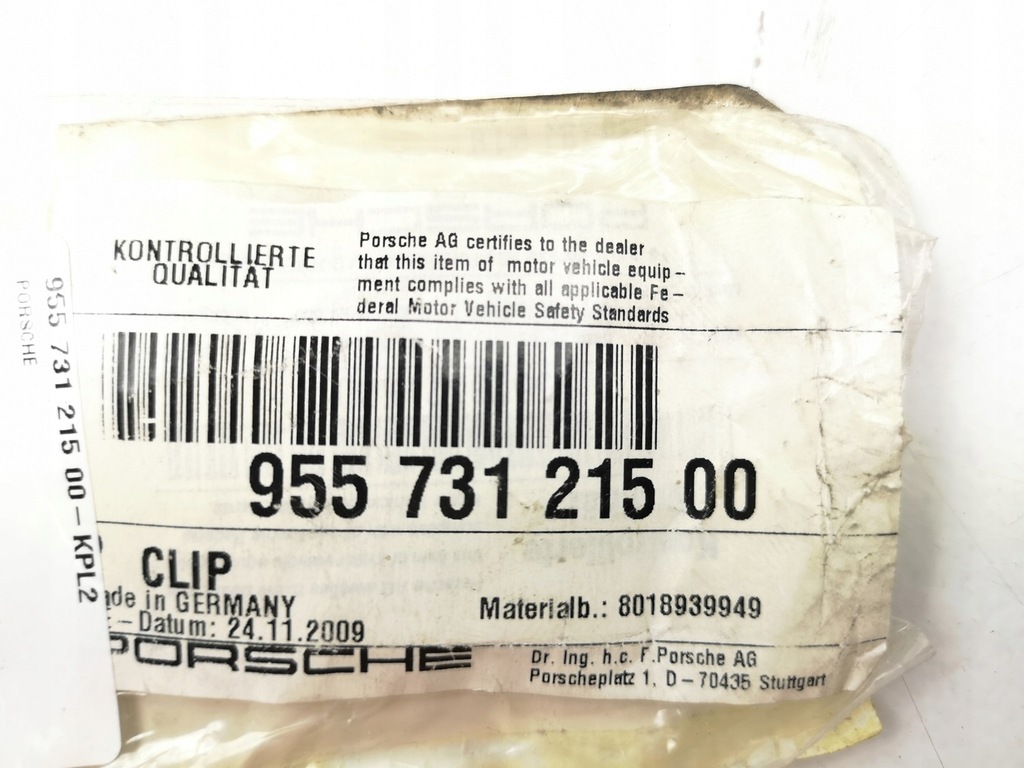 KONTROLLIERTE
QUALITÄT
Porsche AG certifies to the dealer
that this item of motor vehicle equip-
ment complies with all applicable Fe-
deral Motor Vehicle Safety Standards
955 731 215 00
CLIP
ade in GERMANY
-Datum: 24.11.2009
Materialb.: 8018939949
PORSCHE
Dr. Ing. h.c. F.Porsche AG
Porscheplatz 1, D-70435 Stuttgart
955 731 215 00-KPL2
PORSCHE